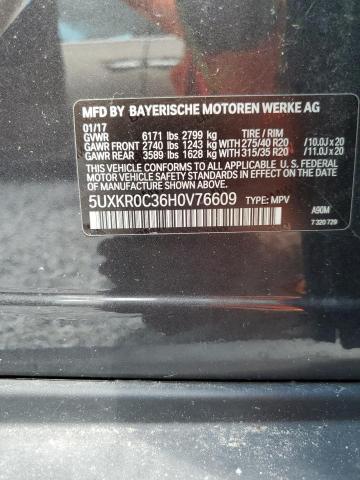 MFD BY BAYERISCHE MOTOREN WERKE AG
01/17
GVWR 6171 lbs. 2799 kg TIRE / RIM
GAWR FRONT 2740 lbs 1243 kg WITH 275/40 R20 /10.0J x 20
GAWR REAR 3589 lbs 1628 kg WITH 315/35 R20 /11.0J x 20
THIS VEHICLE CONFORMS TO ALL APPLICABLE U.S. FEDERAL
MOTOR VEHICLE SAFETY STANDARDS IN EFFECT ON THE
DATE OF MANUFACTURE SHOWN ABOVE.
5UXKR0C36H0V76609 TYPE: MPV
A90M
7 320 729